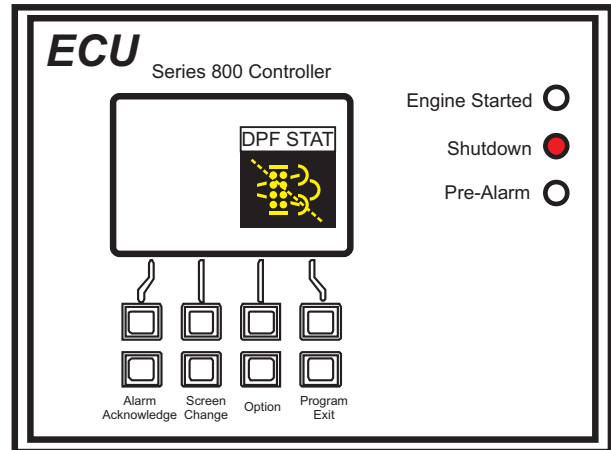 ECU
Series 800 Controller
DPF STAT
Engine Started
Shutdown
Pre-Alarm
Alarm
Acknowledge
Screen
Change
Option
Program
Exit